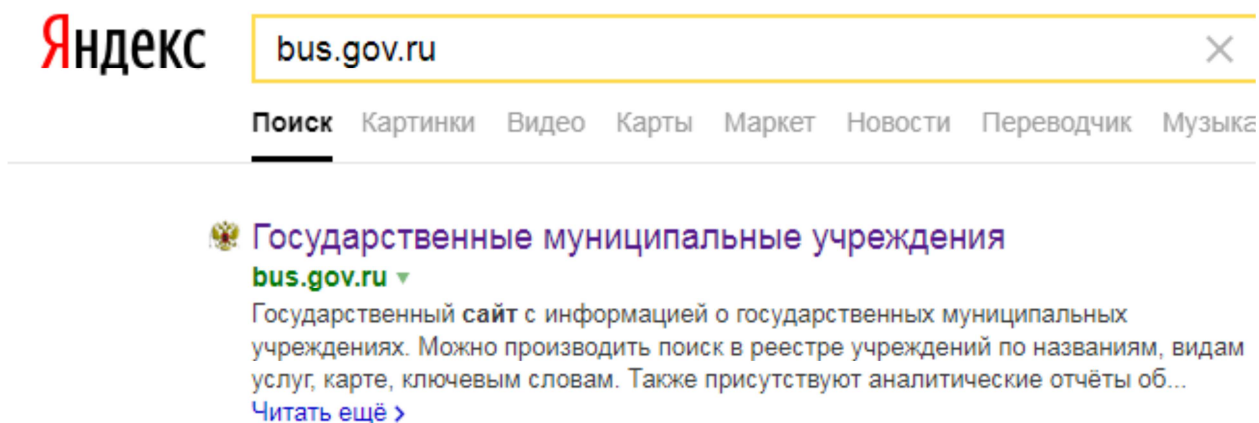 Яндекс
bus.gov.ru
Поиск Картинки Видео Карты Маркет Новости Переводчик Музыка
Государственные муниципальные учреждения
bus.gov.ru
Государственный сайт с информацией о государственных муниципальных
учреждениях. Можно производить поиск в реестре учреждений по названиям, видам
услуг, карте, ключевым словам. Также присутствуют аналитические отчёты об...
Читать ещё >